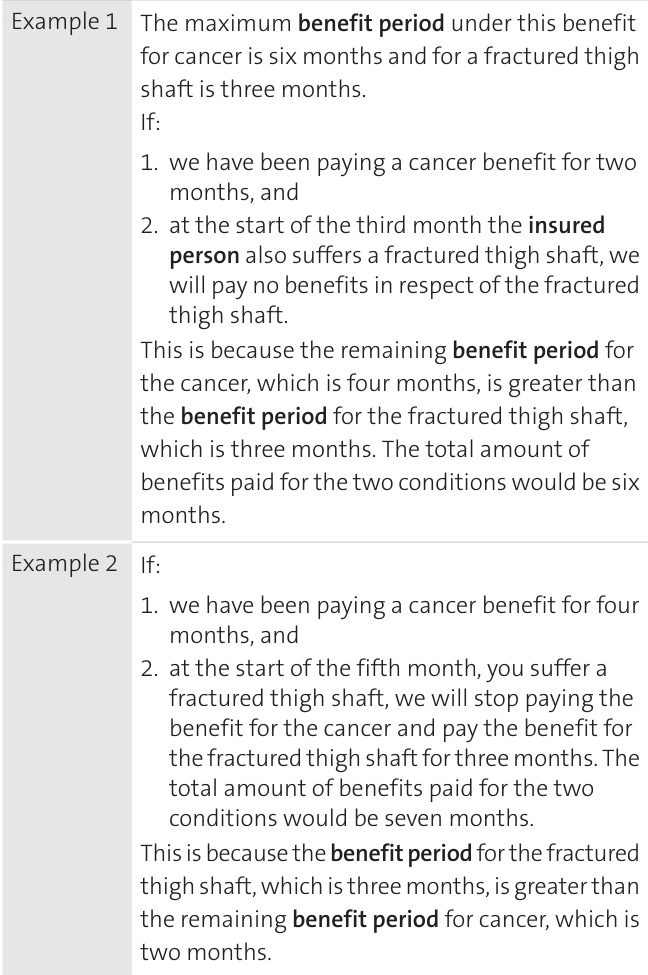 Example 1 The maximum benefit period under this benefit
for cancer is six months and for a fractured thigh
shaft is three months.
If:
1. we have been paying a cancer benefit for two
months, and
2. at the start of the third month the insured
person also suffers a fractured thigh shaft, we
will pay no benefits in respect of the fractured
thigh shaft.
This is because the remaining benefit period for
the cancer, which is four months, is greater than
the benefit period for the fractured thigh shaft,
which is three months. The total amount of
benefits paid for the two conditions would be six
months.
Example 2 If:
1. we have been paying a cancer benefit for four
months, and
2. at the start of the fifth month, you suffer a
fractured thigh shaft, we will stop paying the
benefit for the cancer and pay the benefit for
the fractured thigh shaft for three months. The
total amount of benefits paid for the two
conditions would be seven months.
This is because the benefit period for the fractured
thigh shaft, which is three months, is greater than
the remaining benefit period for cancer, which is
two months.